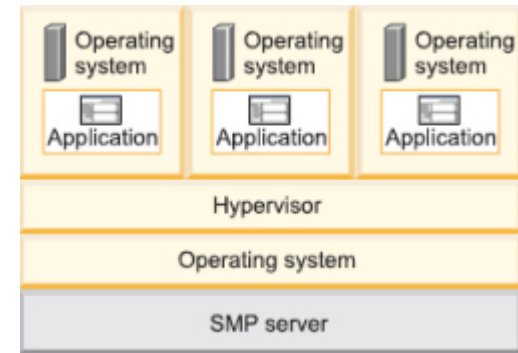 Operating
system
Application
Operating
system
Application
Operating
system
Application
Hypervisor
Operating system
SMP server